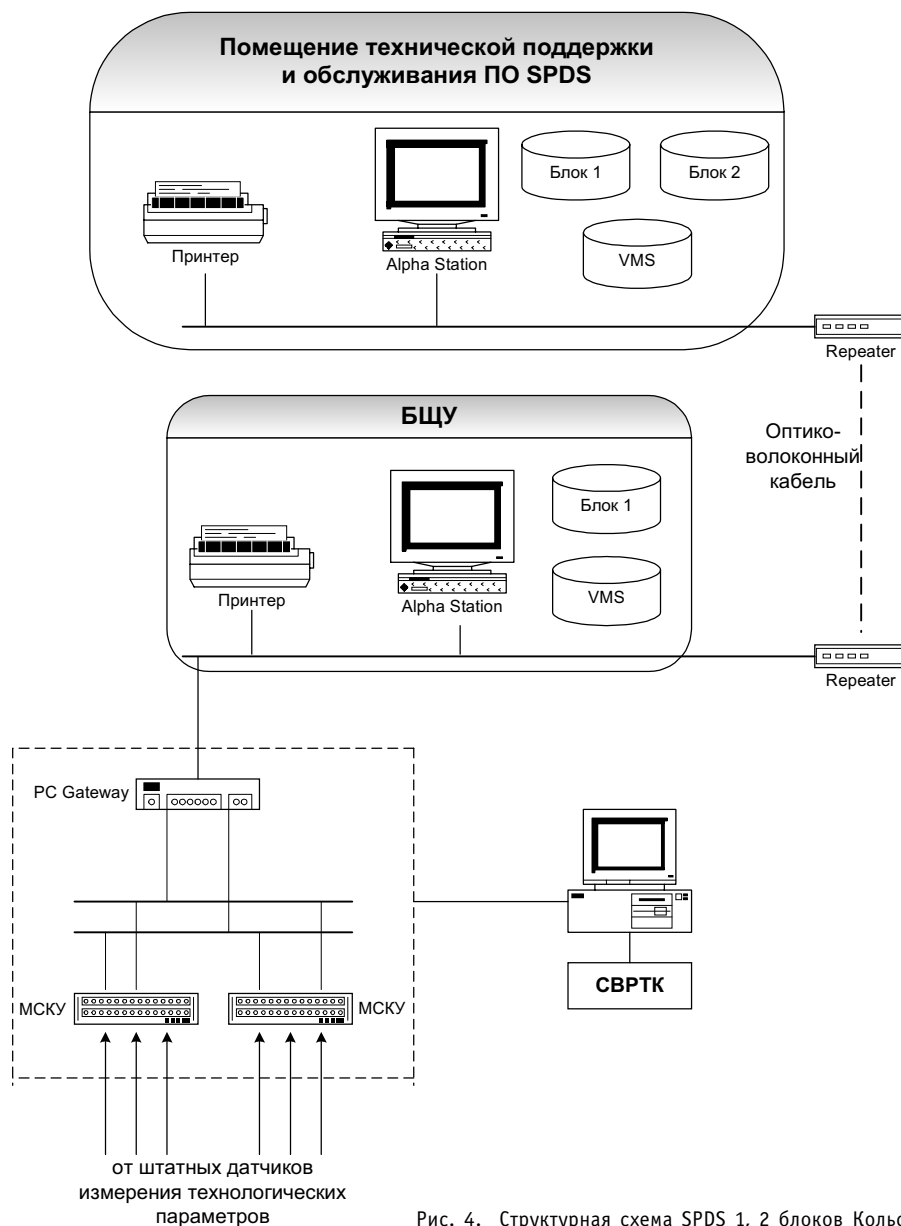 Помещение технической поддержки
и обслуживания ПО SPDS
Блок 1
Блок 2
VMS
Принтер
Alpha Station
Repeater
БЩУ
Оптико-
волоконный
кабель
Блок 1
VMS
Принтер
Alpha Station
Repeater
PC Gateway
МСКУ
МСКУ
СВРТК
от штатных датчиков
измерения технологических
параметров
Рис. 4. Структурная схема SPDS 1, 2 блоков